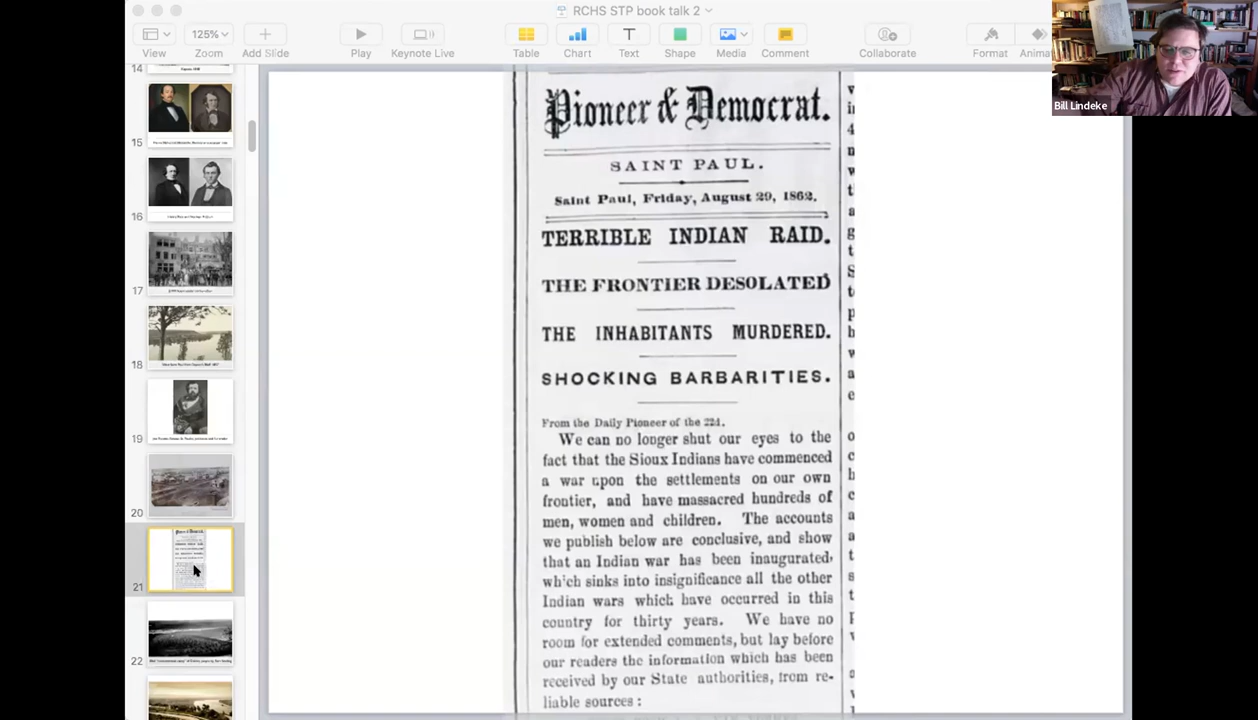 RCHS STP book talk 2
125%
View
Zoom
Add Slide
Play
Keynote Live
Table
Chart
Text
Shape
Media
Comment
Collaborate
Format
Bill Lindeke
14
15
16
17
18
19
20
21
22
Pioneer & Democrat.
SAINT PAUL.
Saint Paul, Friday, August 29, 1862.
TERRIBLE INDIAN RAID.
THE FRONTIER DESOLATED
THE INHABITANTS MURDERED.
SHOCKING BARBARITIES.
From the Daily Pioneer of the 22d.
We can no longer shut our eyes to the
fact that the Sioux Indians have commenced
a war upon the settlements on our own
frontier, and have massacred hundreds of
men, women and children. The accounts
we publish below are conclusive, and show
that an Indian war has been inaugurated
which sinks into insignificance all the other
Indian wars which have occurred in this
country for thirty years. We have no
room for extended comments, but lay before
our readers the information which has been
received by our State authorities, from re-
liable sources :